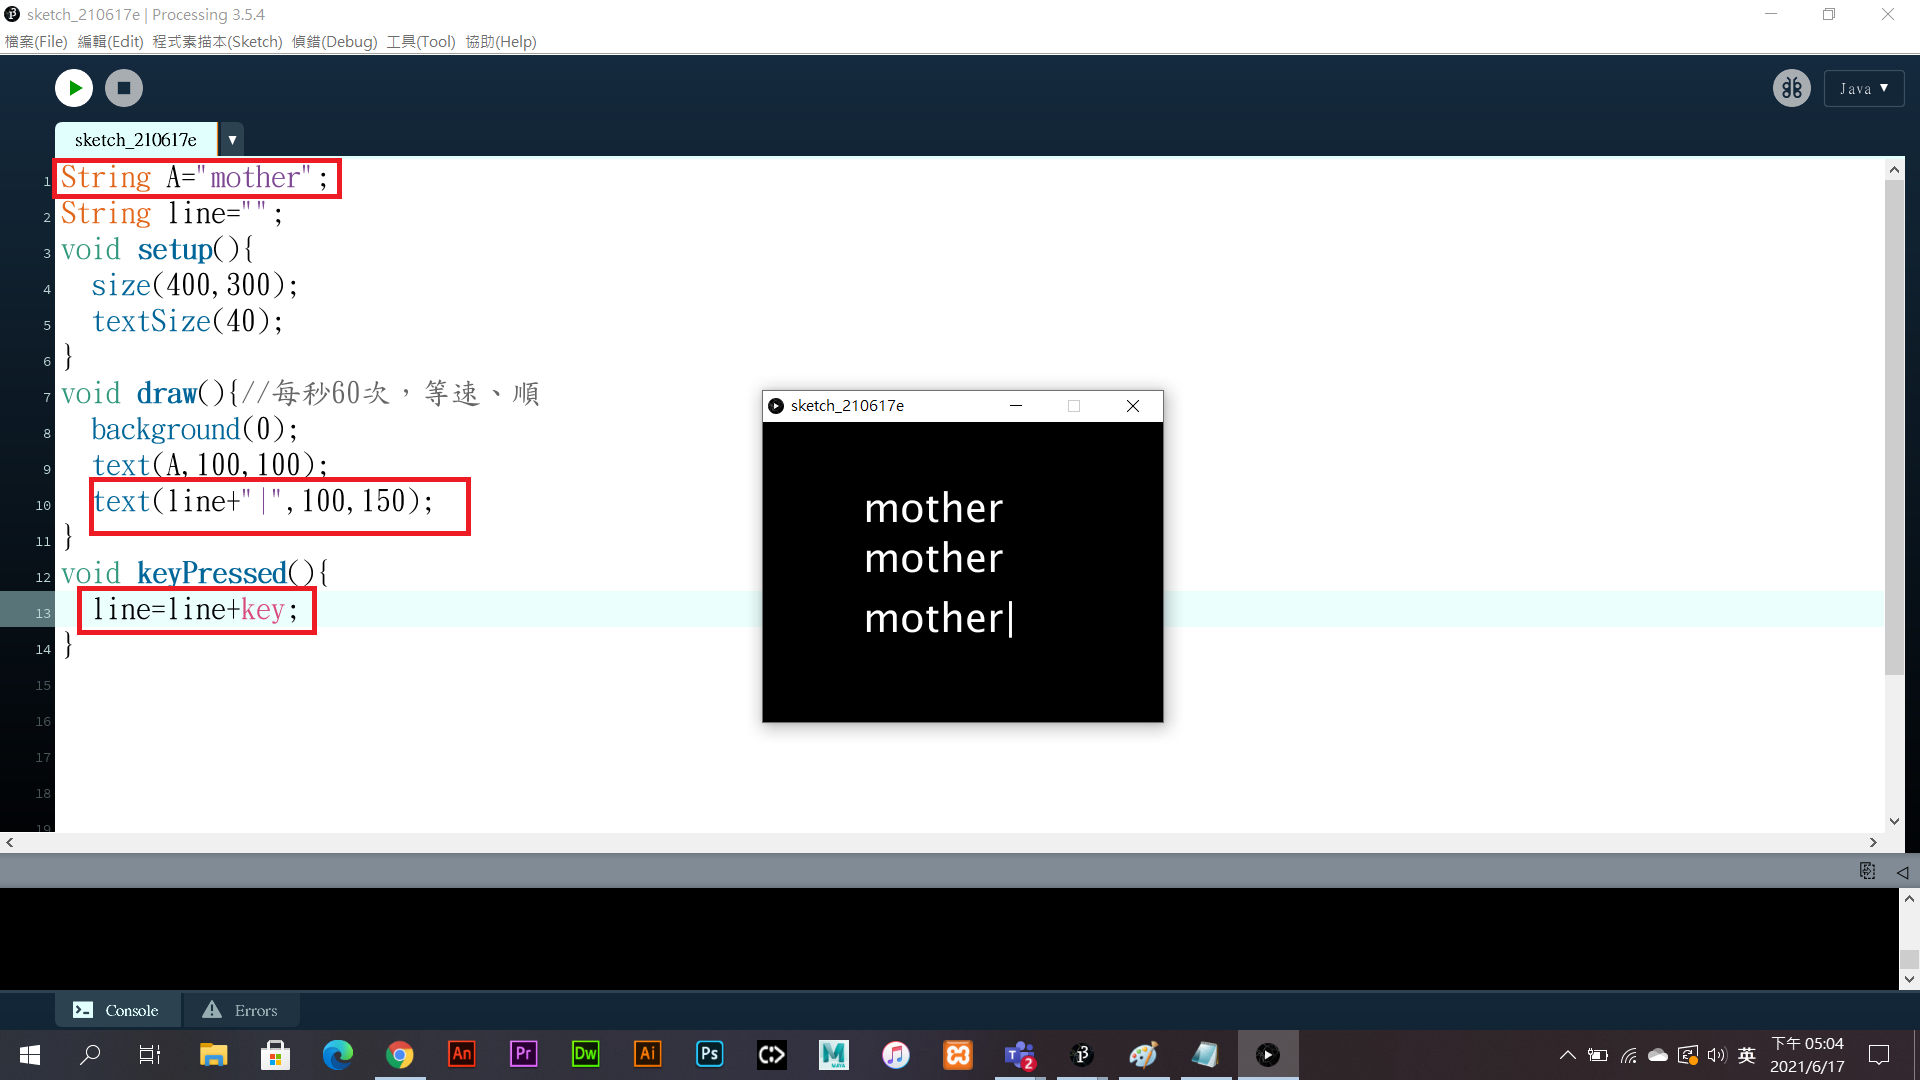 sketch_210617e | Processing 3.5.4
檔案(File) 編輯(Edit) 程式素描本(Sketch) 偵錯(Debug) 工具(Tool) 協助(Help)
Java ▼
sketch_210617e ▼
1 String A="mother";
2 String line="";
3 void setup(){
4 size(400,300);
5 textSize(40);
6 }
7 void draw(){//每秒60次，等速、順
8 background(0);
9 text(A,100,100);
10 text(line+"|",100,150);
11 }
12 void keyPressed(){
13 line=line+key;
14 }
15
16
17
18
19
sketch_210617e
mother
mother
mother|
Console Errors
An Pr Dw Ai Ps MAYA 2 英
下午 05:04
2021/6/17